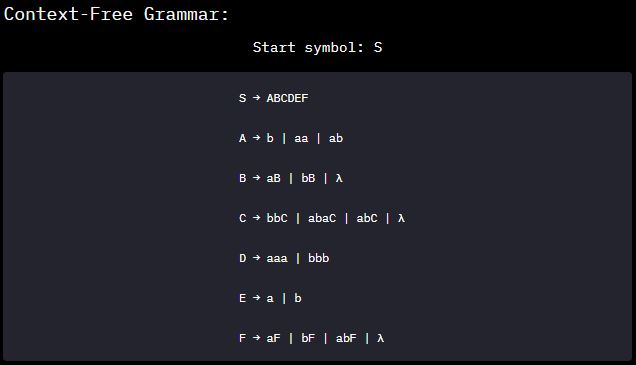 Context-Free Grammar:
Start symbol: S
S → ABCDEF
A → b | aa | ab
B → aB | bB | λ
C → bbC | abaC | abC | λ
D → aaa | bbb
E → a | b
F → aF | bF | abF | λ